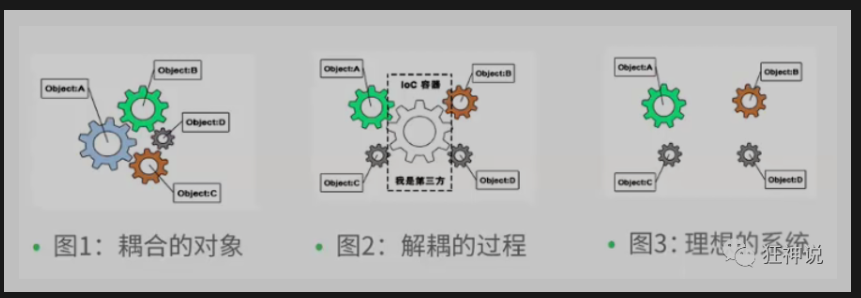 Object:A
Object:B
Object:D
Object:C
图1：耦合的对象
Object:A
IoC 容器
Object:B
Object:C
我是第三方
Object:D
图2：解耦的过程
Object:A
Object:B
Object:C
Object:D
图3：理想的系统
狂神说